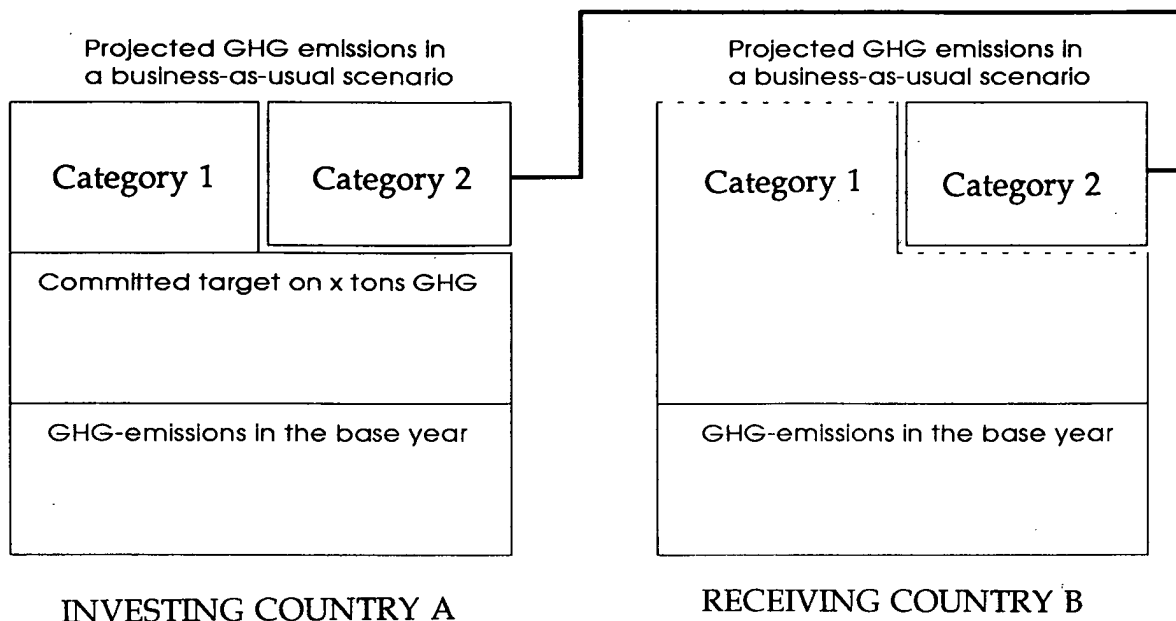 Projected GHG emissions in
a business-as-usual scenario
Category 1
Category 2
Committed target on x tons GHG
GHG-emissions in the base year
INVESTING COUNTRY A
Projected GHG emissions in
a business-as-usual scenario
Category 1
Category 2
GHG-emissions in the base year
RECEIVING COUNTRY B